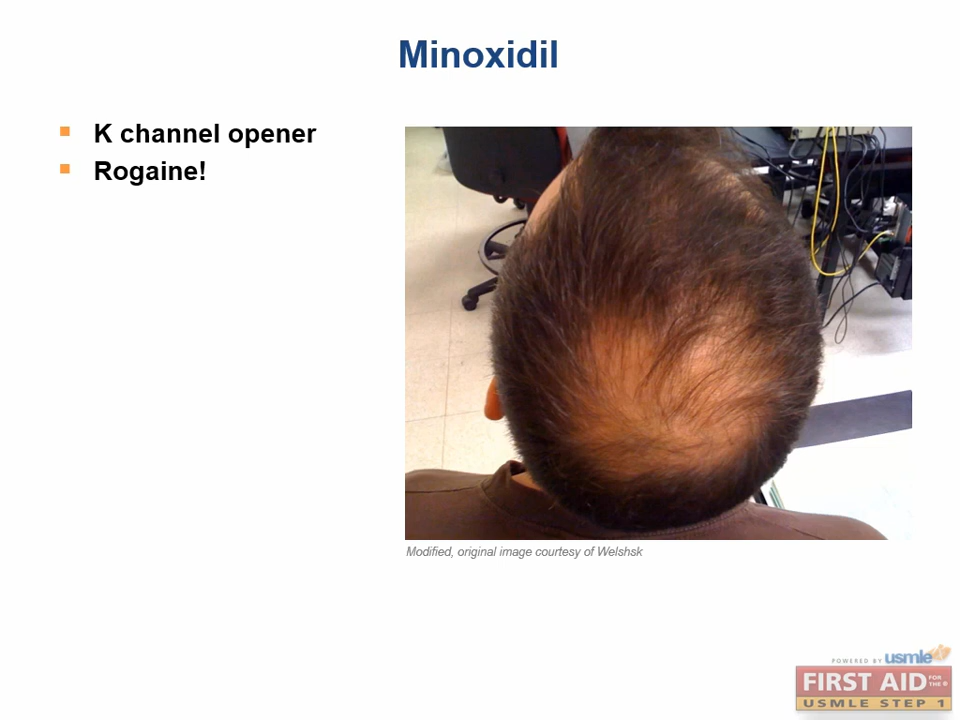 Minoxidil
K channel opener
Rogaine!
Modified, original image courtesy of Welshsk
POWERED BY usmle
FIRST AID FOR THE ®
USMLE STEP 1